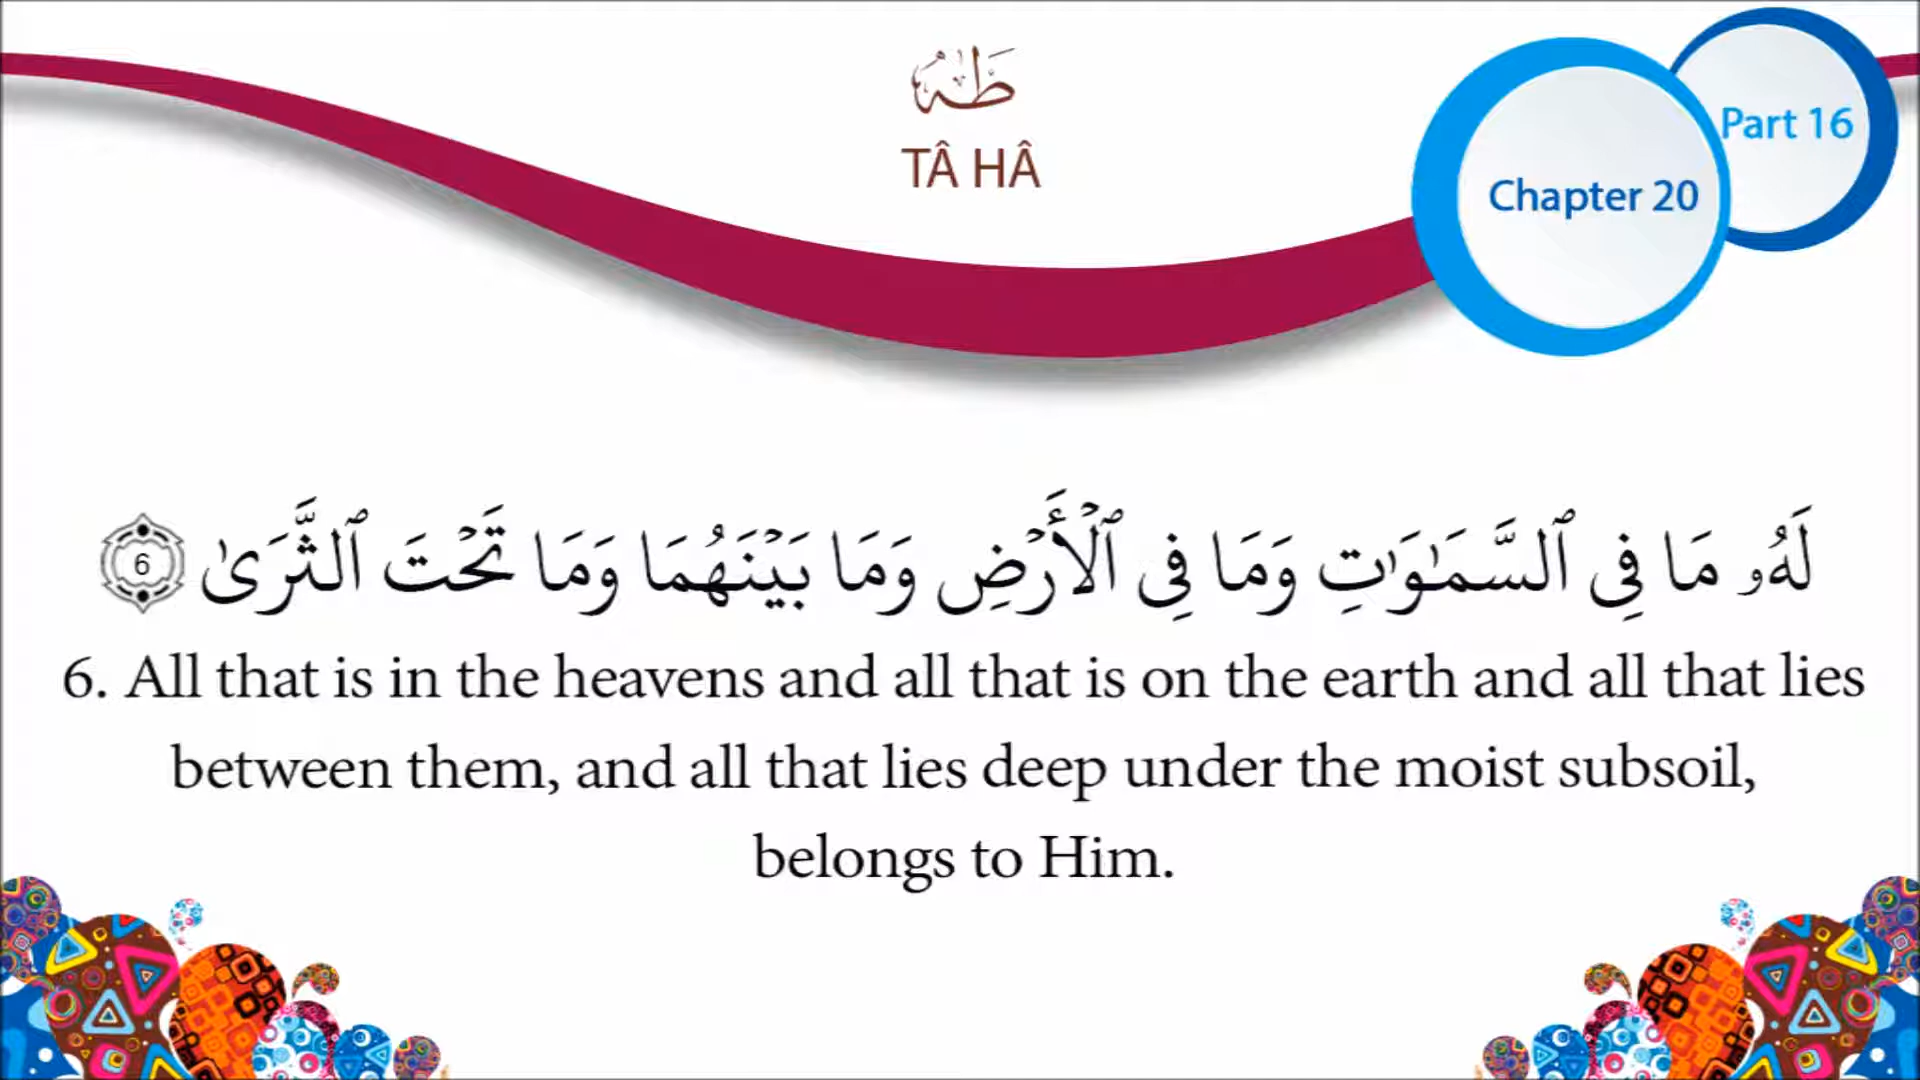 طه
TÂ HÂ
Part 16
Chapter 20
لَهُۥ مَا فِى ٱلسَّمَـٰوَٰتِ وَمَا فِى ٱلْأَرْضِ وَمَا بَيْنَهُمَا وَمَا تَحْتَ ٱلثَّرَىٰ 6
6. All that is in the heavens and all that is on the earth and all that lies
between them, and all that lies deep under the moist subsoil,
belongs to Him.